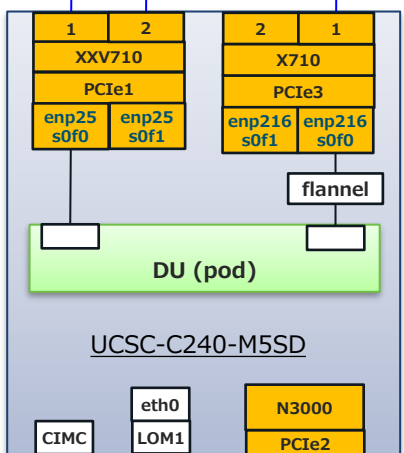 1 2
XXV710
PCIe1
enp25 enp25
s0f0 s0f1
2 1
X710
PCIe3
enp216 enp216
s0f1 s0f0
flannel
DU (pod)
UCSC-C240-M5SD
eth0
CIMC LOM1
N3000
PCIe2